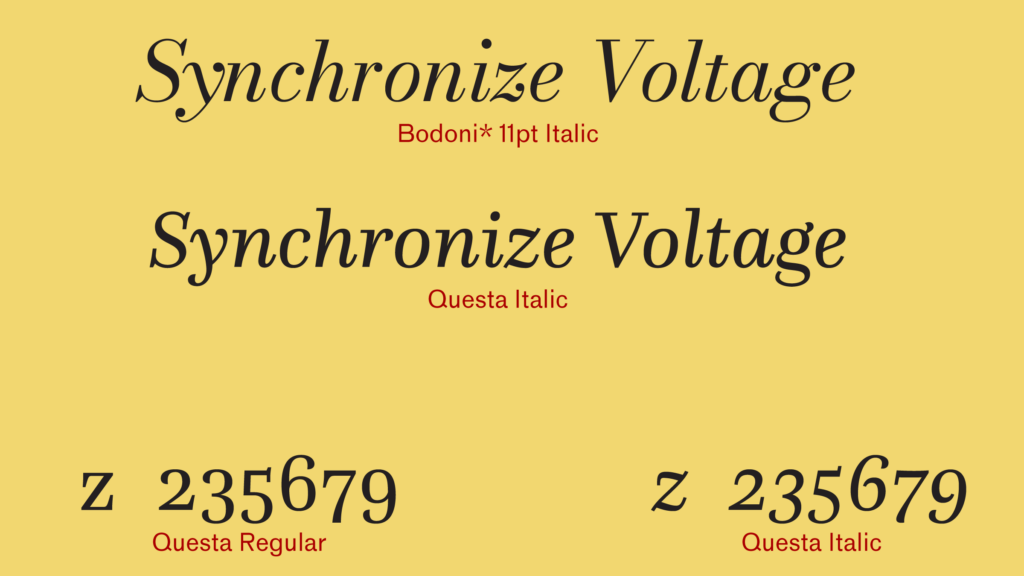 Synchronize Voltage
Bodoni* 11pt Italic
Synchronize Voltage
Questa Italic
z 235679
Questa Regular
z 235679
Questa Italic